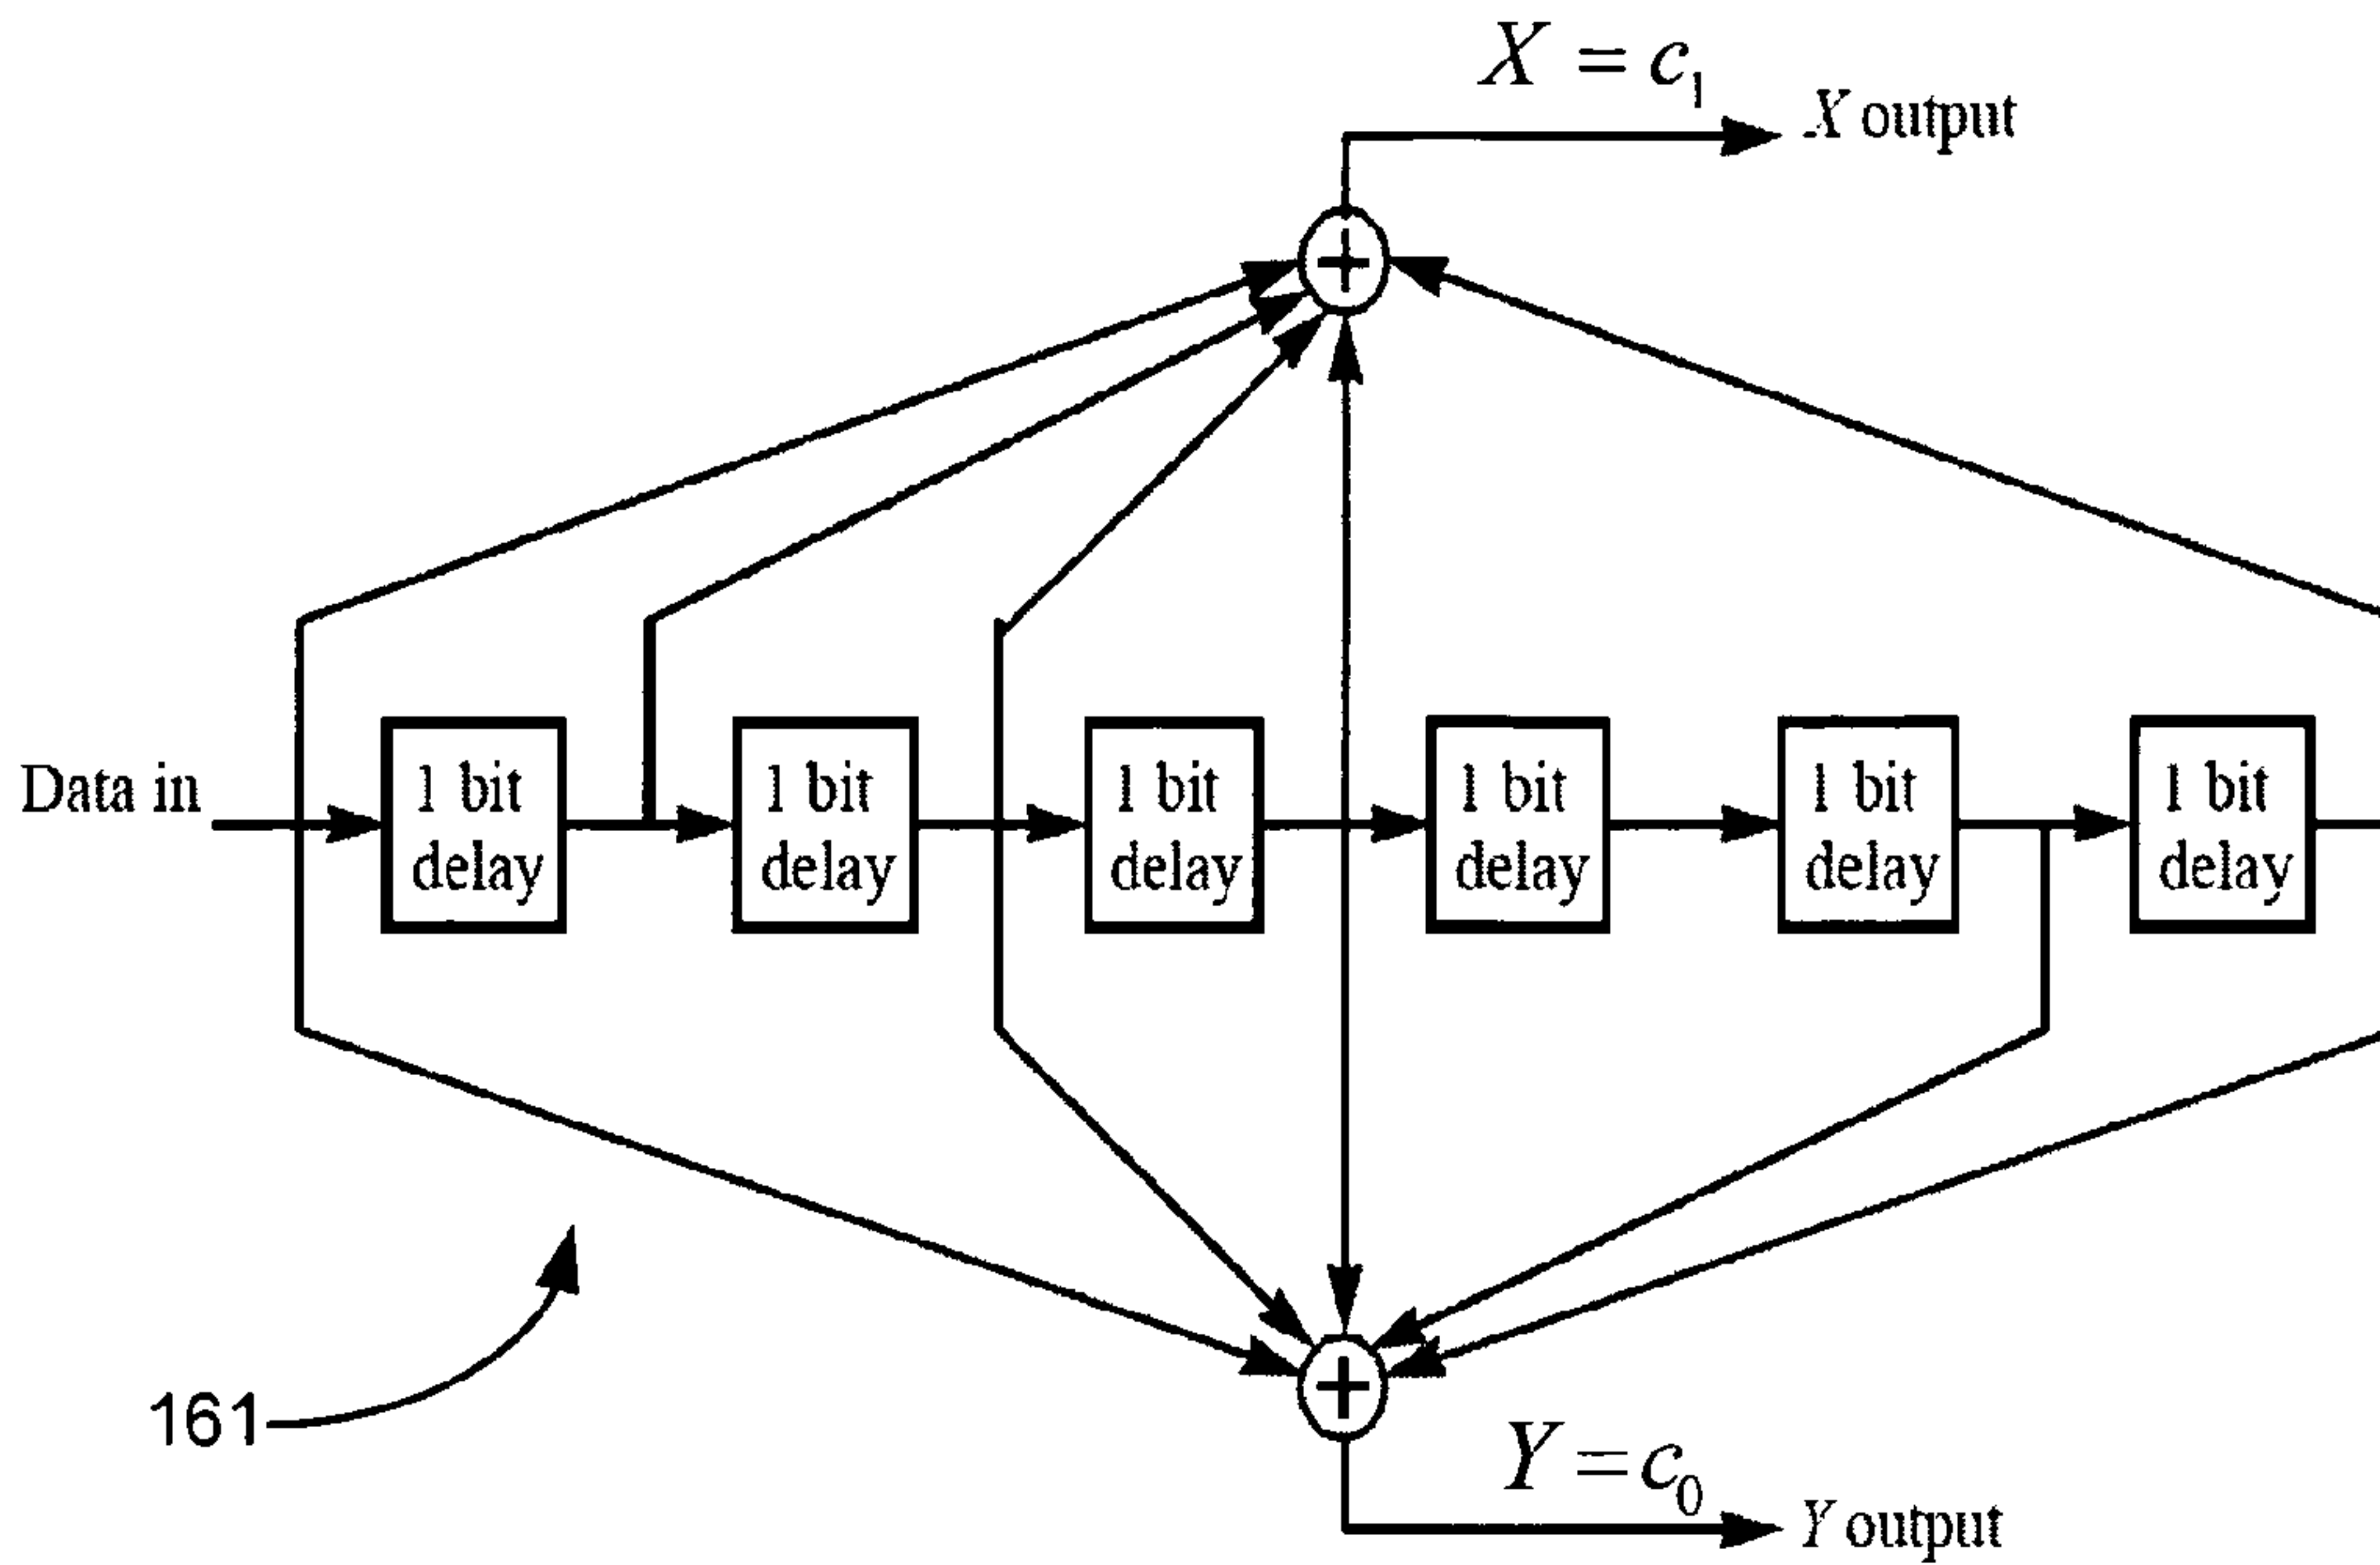 X = c₁
X output
Data in
1 bit
delay
1 bit
delay
1 bit
delay
1 bit
delay
1 bit
delay
1 bit
delay
161
Y = c₀
Y output